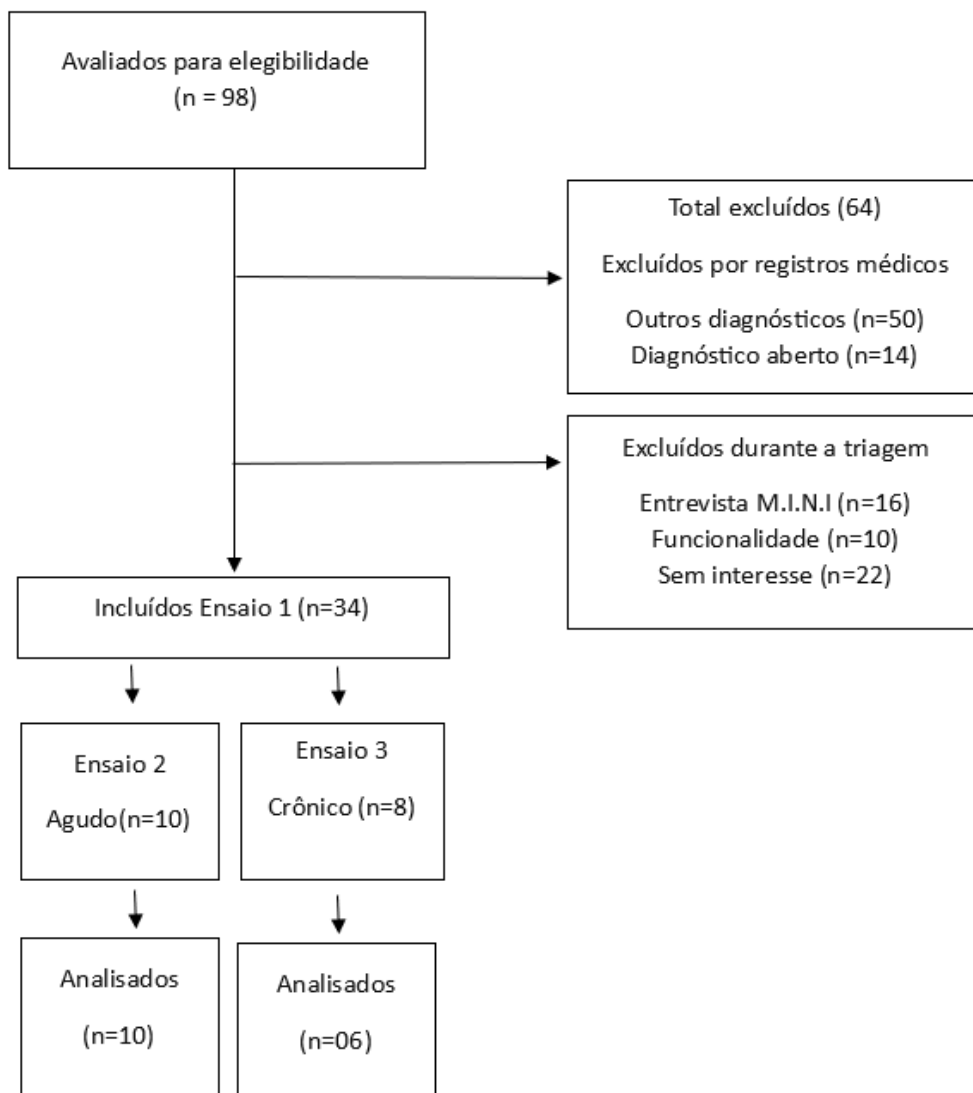 Avaliados para elegibilidade
(n = 98)
Total excluídos (64)
Excluídos por registros médicos
Outros diagnósticos (n=50)
Diagnóstico aberto (n=14)
Excluídos durante a triagem
Entrevista M.I.N.I (n=16)
Funcionalidade (n=10)
Sem interesse (n=22)
Incluídos Ensaio 1 (n=34)
Ensaio 2
Agudo(n=10)
Ensaio 3
Crônico (n=8)
Analisados
(n=10)
Analisados
(n=06)